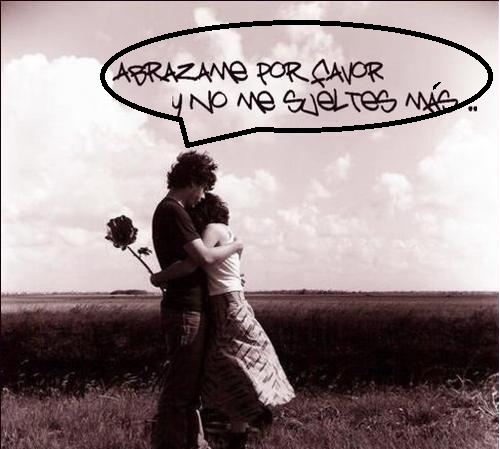 ABRAZAME POR FAVOR
Y NO ME SUELTES MÁS ..